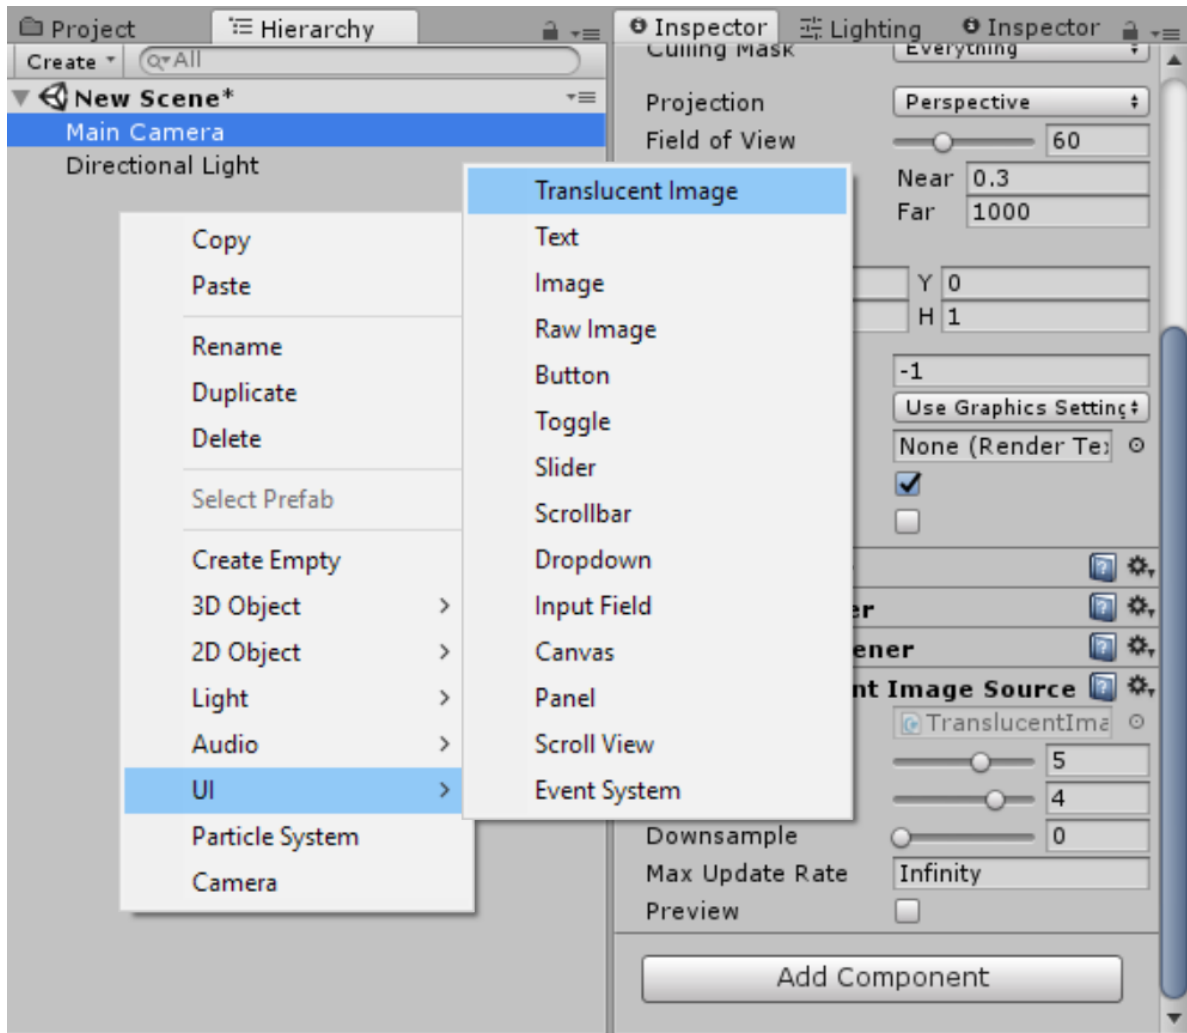 Project
Hierarchy
Create
All
New Scene*
Main Camera
Directional Light
Copy
Paste
Rename
Duplicate
Delete
Select Prefab
Create Empty
3D Object
2D Object
Light
Audio
UI
Particle System
Camera
Translucent Image
Text
Image
Raw Image
Button
Toggle
Slider
Scrollbar
Dropdown
Input Field
Canvas
Panel
Scroll View
Event System
Inspector
Lighting
Inspector
Culling Mask Everything
Projection Perspective
Field of View 60
Near 0.3
Far 1000
Y 0
H 1
-1
Use Graphics Setting
None (Render Te
er
ener
nt Image Source
TranslucentIma
5
4
Downsample 0
Max Update Rate Infinity
Preview
Add Component